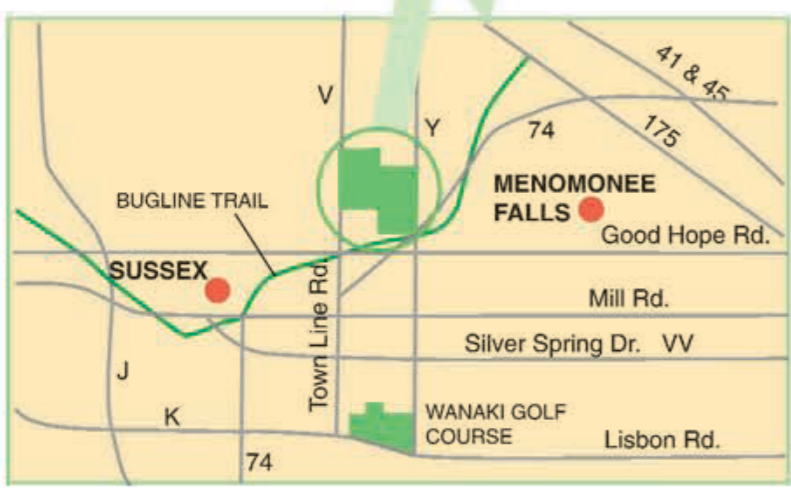 41 & 45
V
Y
74
175
MENOMONEE
FALLS
BUGLINE TRAIL
Good Hope Rd.
SUSSEX
Mill Rd.
Town Line Rd.
Silver Spring Dr. VV
J
K
WANAKI GOLF
COURSE
Lisbon Rd.
74